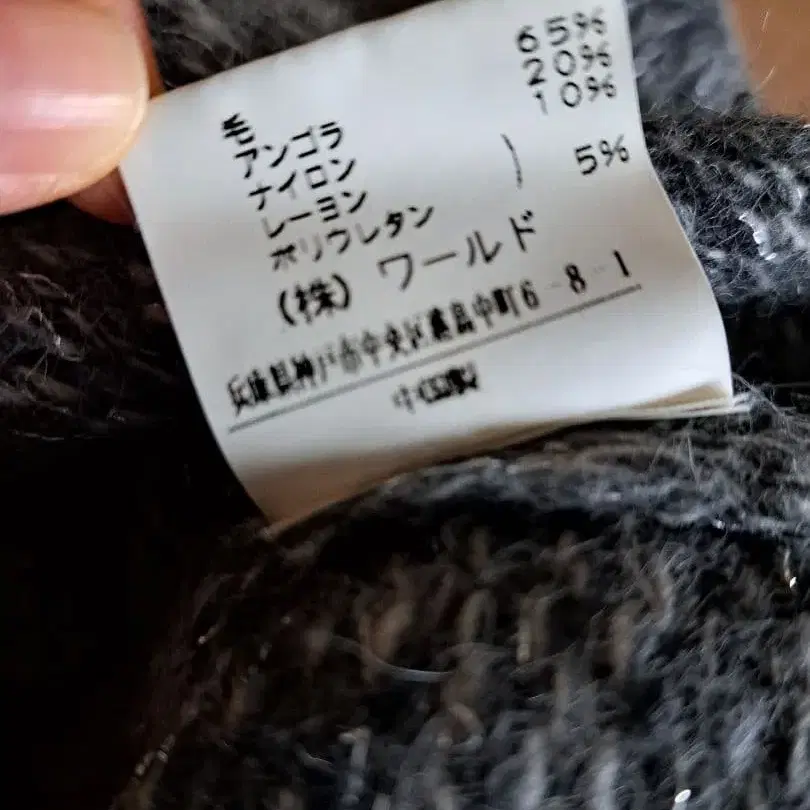 毛 65%
アンゴラ 20%
ナイロン 10%
レーヨン
ポリウレタン ) 5%
(株) ワールド
兵庫県神戸市中央区港島中町6-8-1
中国製